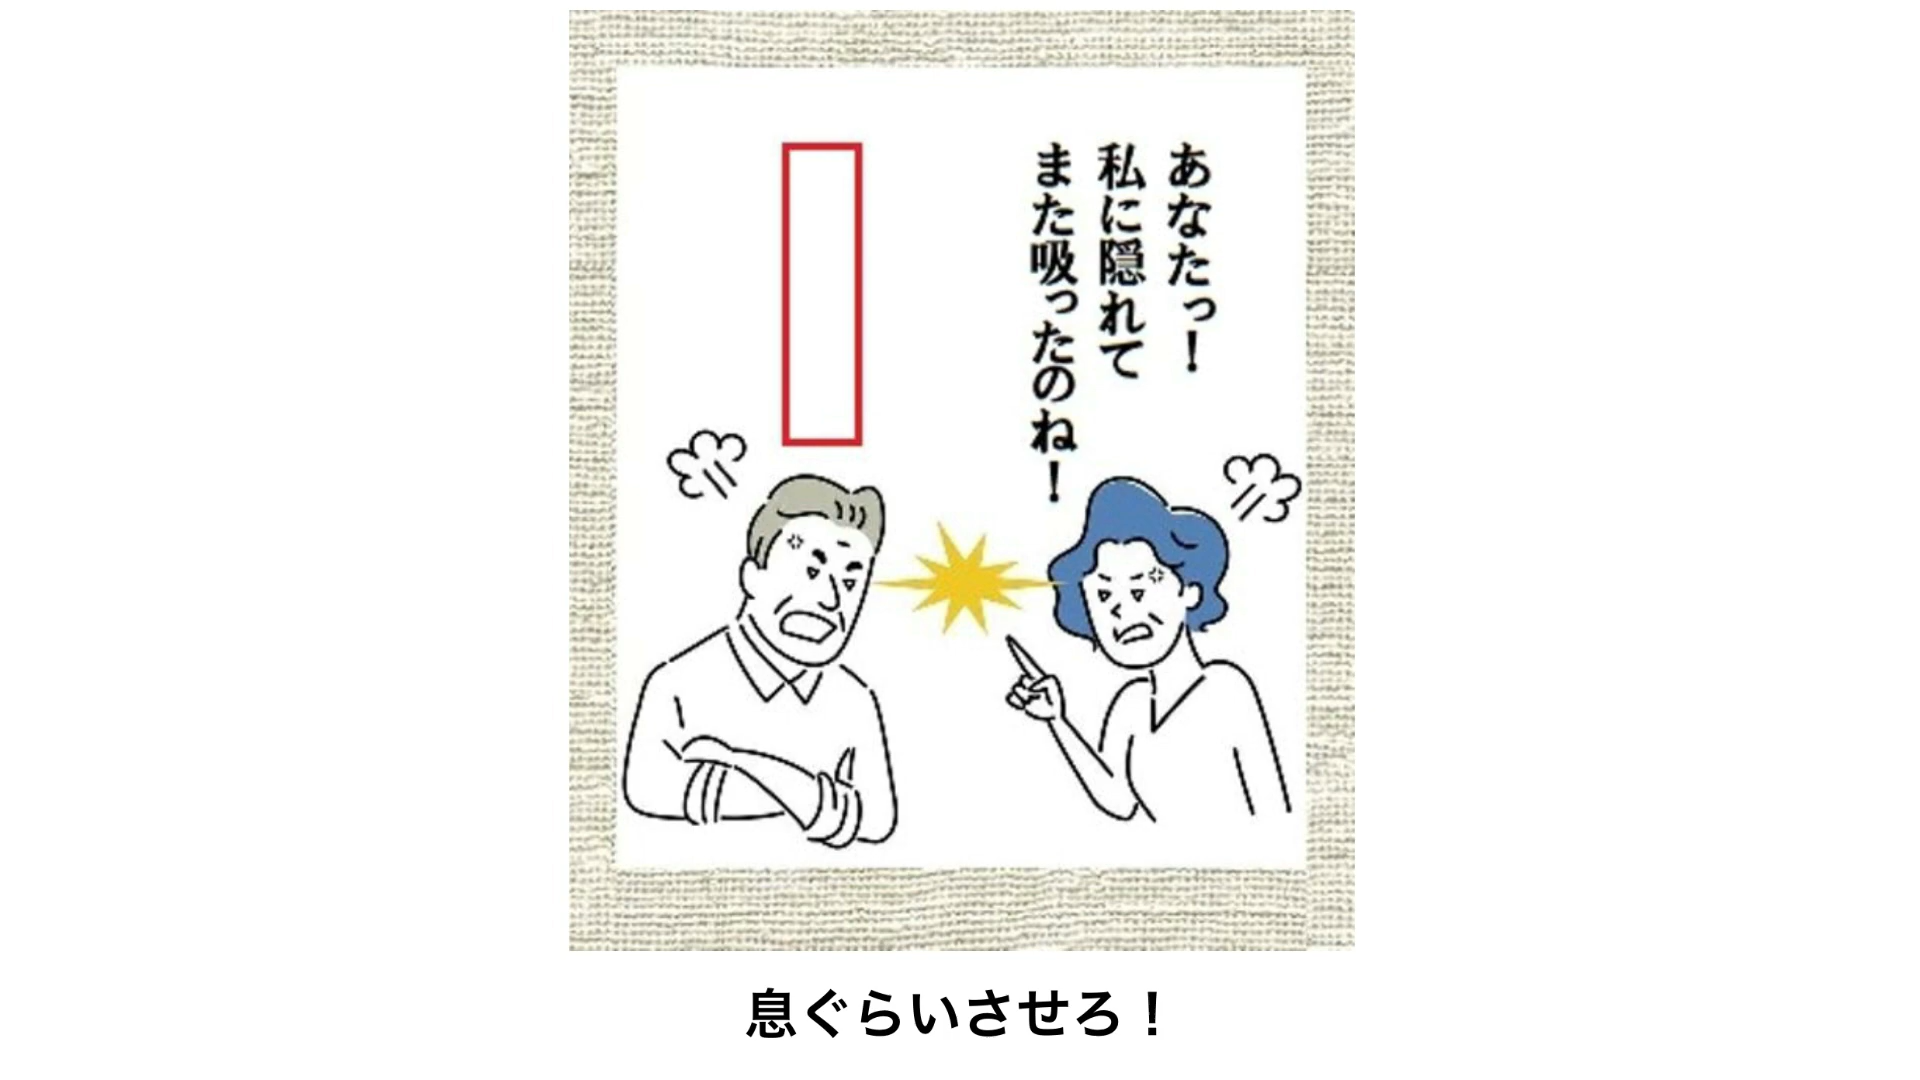 あなたっ！
私に隠れて
また吸ったのね！
息ぐらいさせろ！